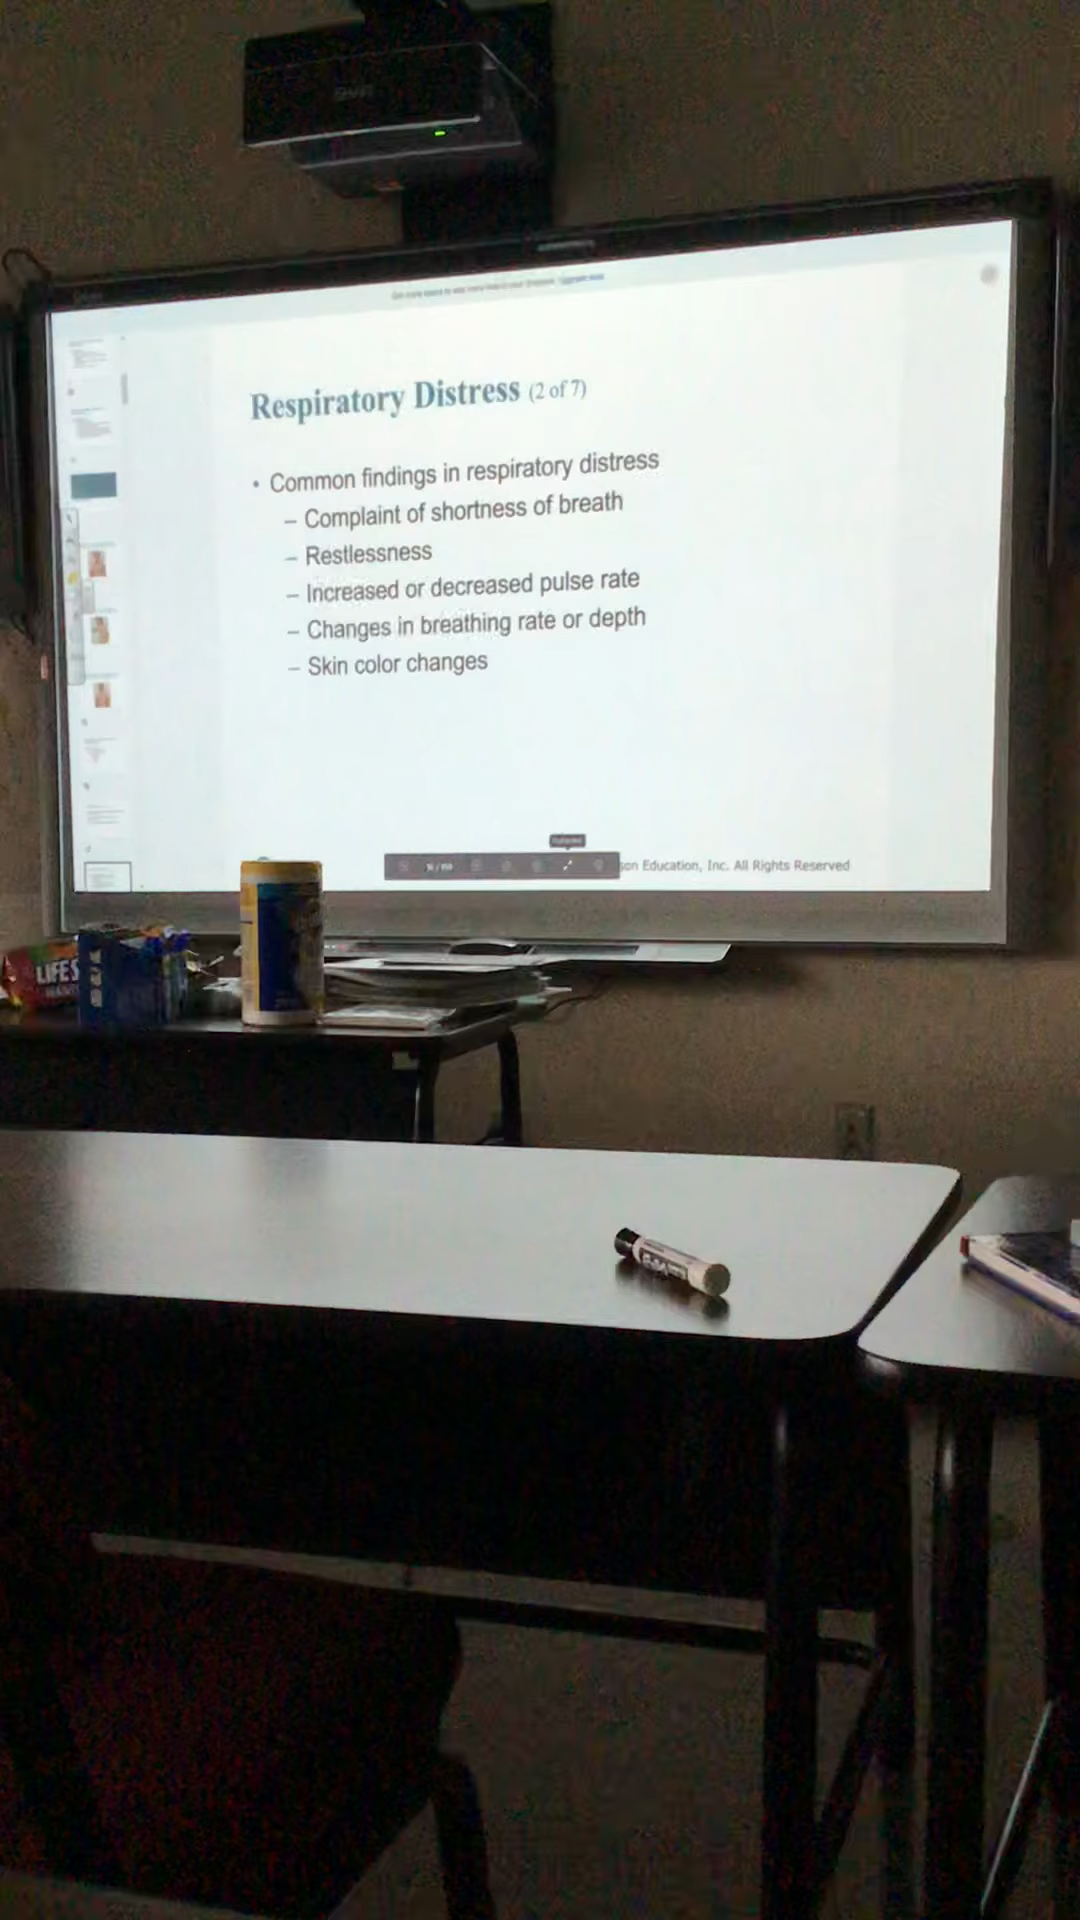 Respiratory Distress (2 of 7)
• Common findings in respiratory distress
– Complaint of shortness of breath
– Restlessness
– Increased or decreased pulse rate
– Changes in breathing rate or depth
– Skin color changes
son Education, Inc. All Rights Reserved
LIFES